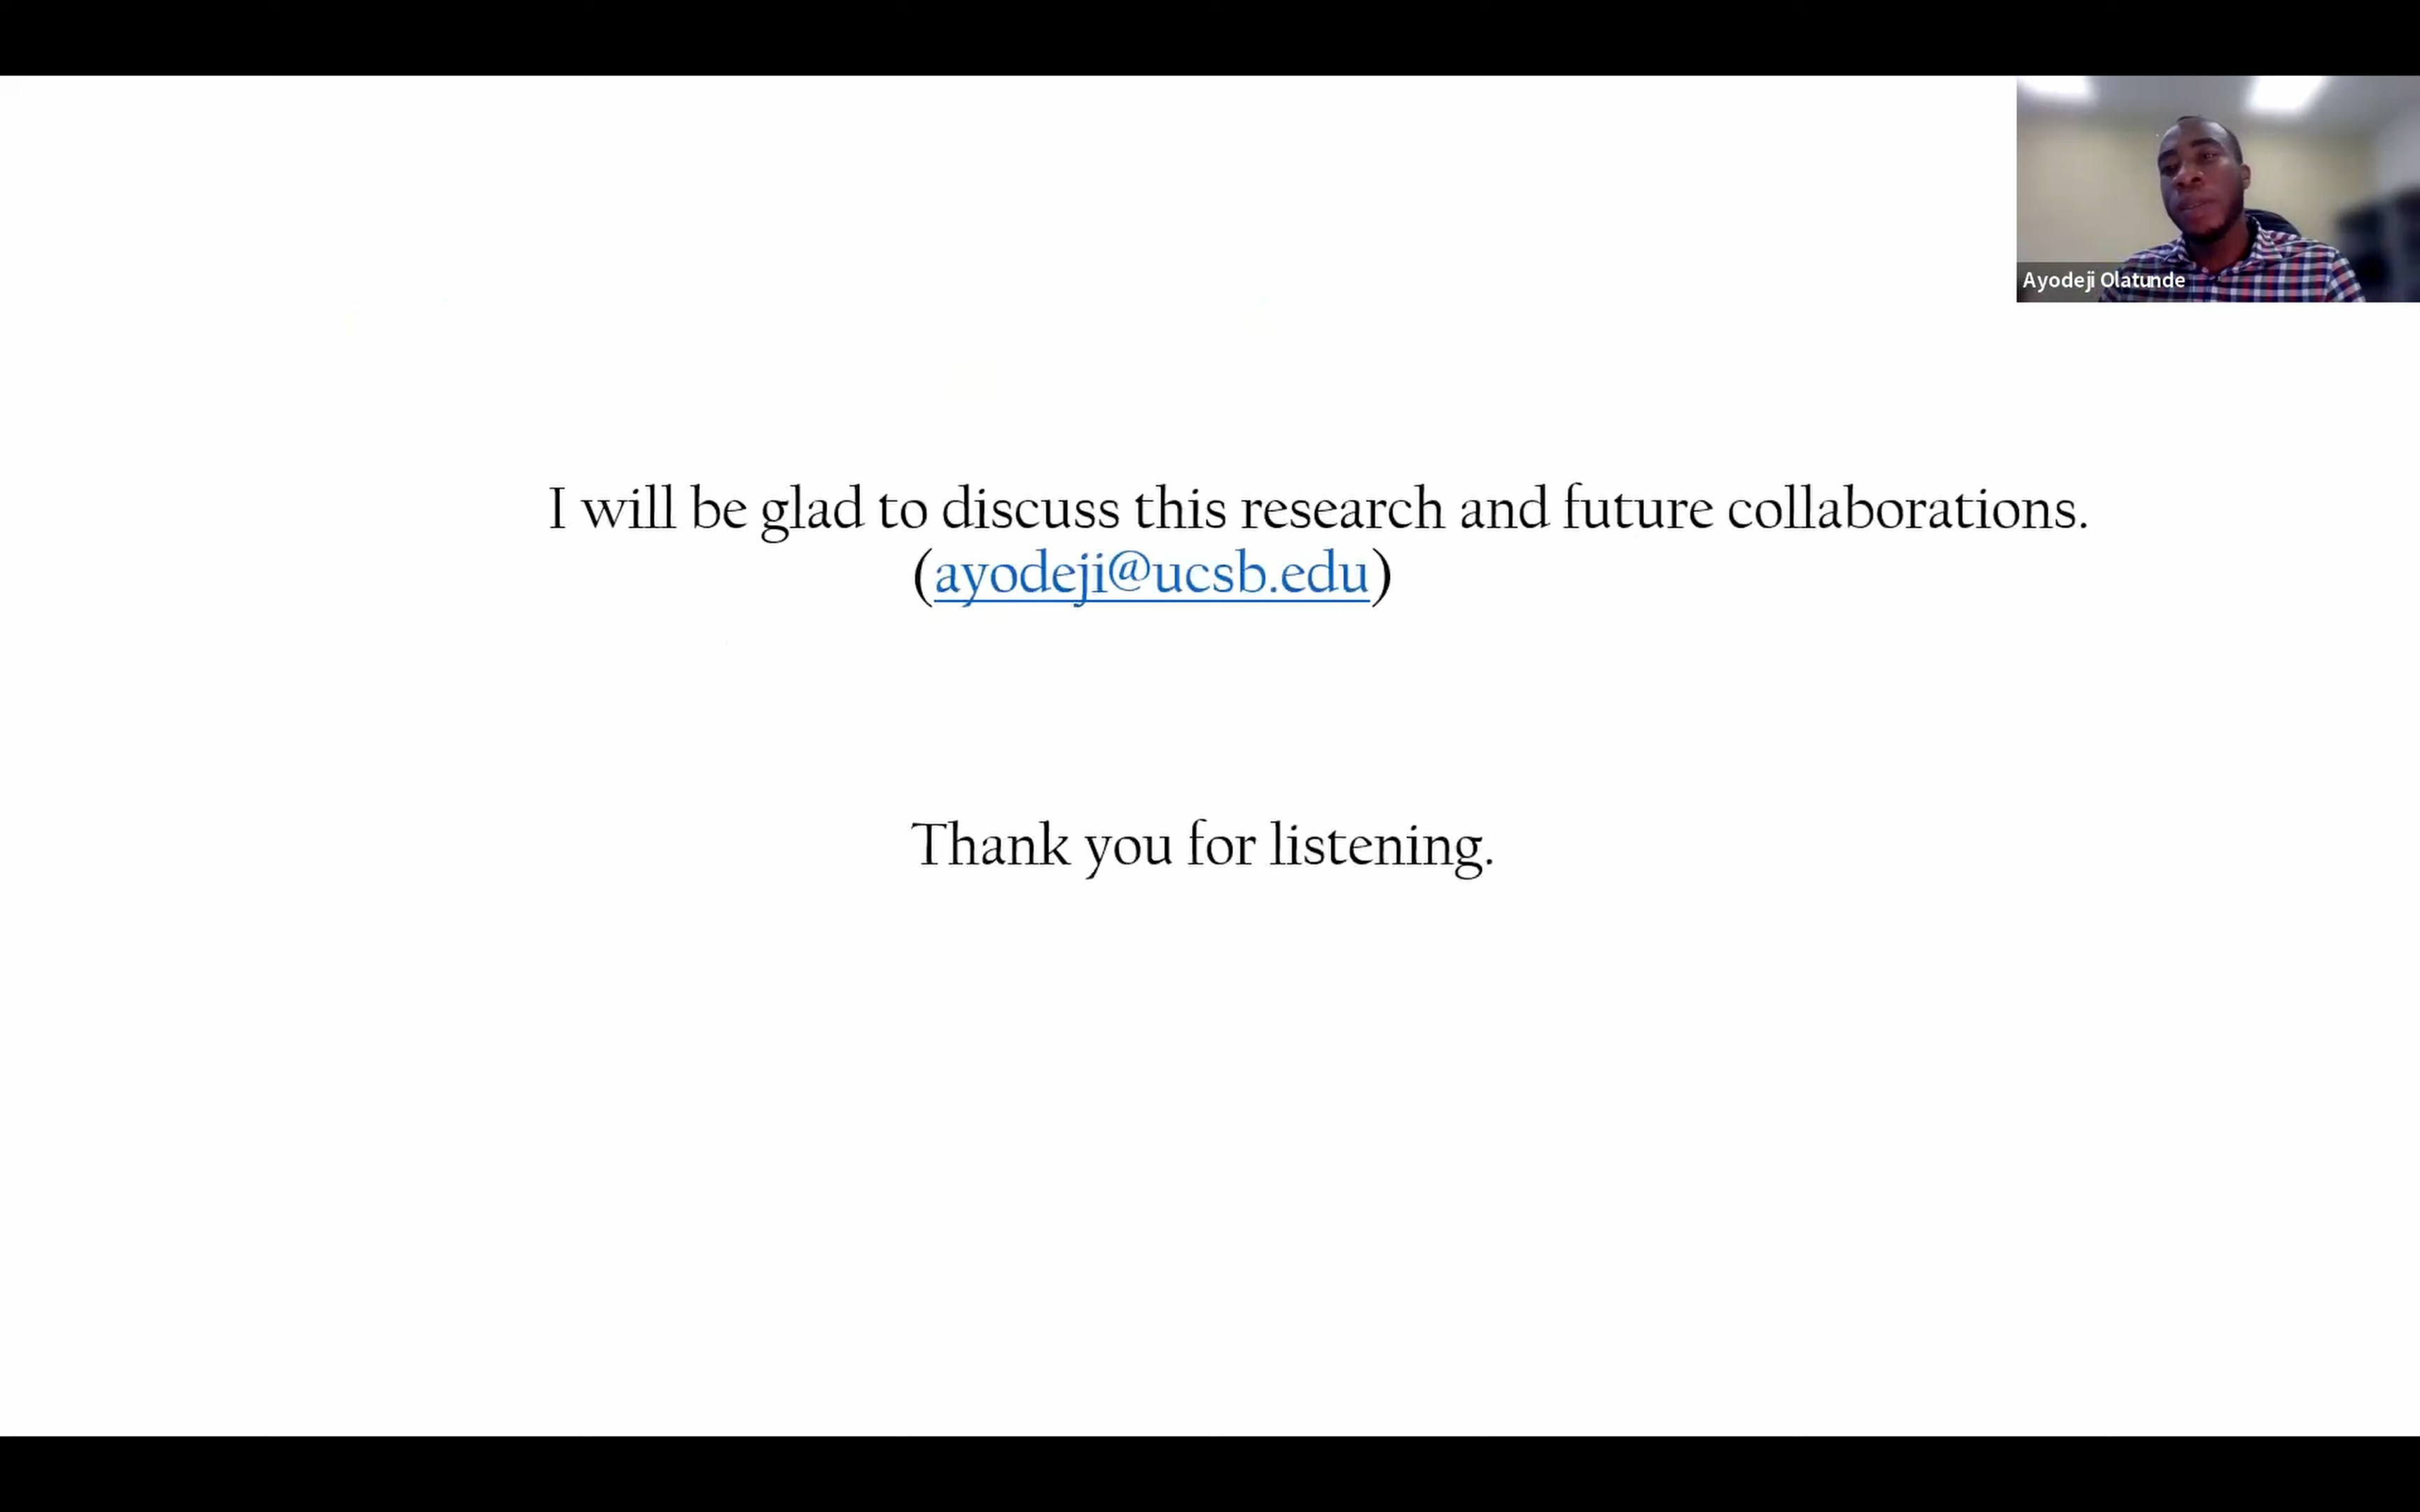 Ayodeji Olatunde
I will be glad to discuss this research and future collaborations.
(ayodeji@ucsb.edu)
Thank you for listening.